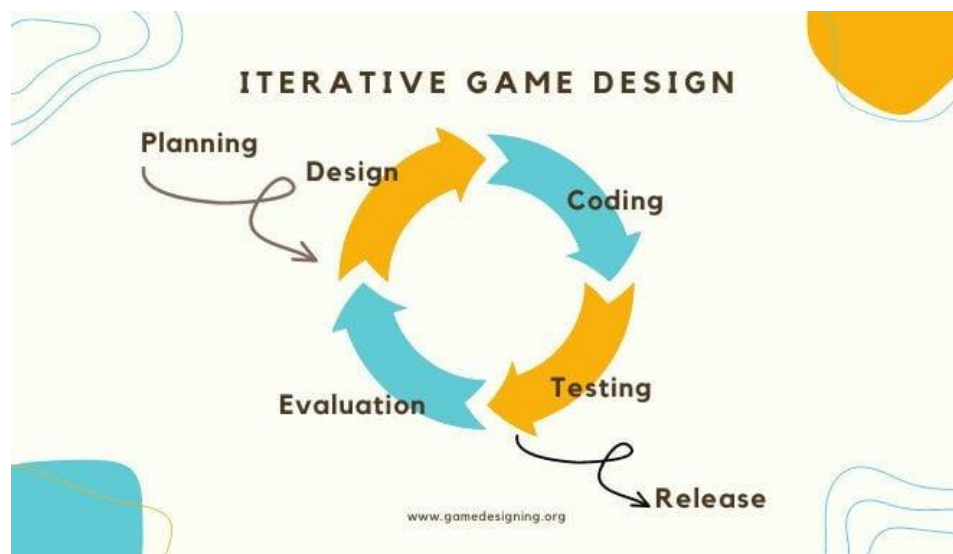 ITERATIVE GAME DESIGN
Planning
Design
Coding
Testing
Evaluation
Release
www.gamedesigning.org